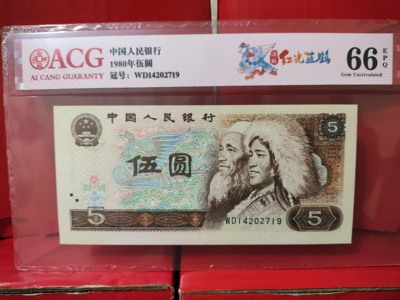 ACG
AI CANG GUARANTY
中国人民银行
1980年伍圆
冠号: WD14202719
红光蓝鹤
66 EPQ
Gem Uncirculated
中国人民银行
5
伍圆
5
WD14202719
5